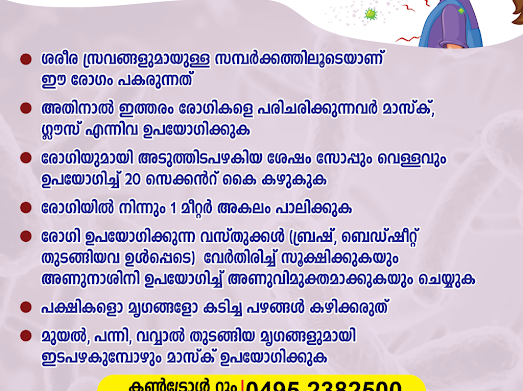 ശരീര സ്രവങ്ങളുമായുള്ള സമ്പർക്കത്തിലൂടെയാണ്
ഈ രോഗം പകരുന്നത്
അതിനാൽ ഇത്തരം രോഗികളെ പരിചരിക്കുന്നവർ മാസ്ക്,
ഗ്ലൗസ് എന്നിവ ഉപയോഗിക്കുക
രോഗിയുമായി അടുത്തിടപഴകിയ ശേഷം സോപ്പും വെള്ളവും
ഉപയോഗിച്ച് 20 സെക്കൻറ് കൈ കഴുകുക
രോഗിയിൽ നിന്നും 1 മീറ്റർ അകലം പാലിക്കുക
രോഗി ഉപയോഗിക്കുന്ന വസ്തുക്കൾ (ബ്രഷ്, ബെഡ്ഷീറ്റ്
തുടങ്ങിയവ ഉൾപ്പെടെ) വേർതിരിച്ച് സൂക്ഷിക്കുകയും
അണുനാശിനി ഉപയോഗിച്ച് അണുവിമുക്തമാക്കുകയും ചെയ്യുക
പക്ഷികളൊ മൃഗങ്ങളോ കടിച്ച പഴങ്ങൾ കഴിക്കരുത്
മുയൽ, പന്നി, വവ്വാൽ തുടങ്ങിയ മൃഗങ്ങളുമായി
ഇടപഴകുമ്പോഴും മാസ്ക് ഉപയോഗിക്കുക
കൺട്രോൾ റൂം | 0495 2382500